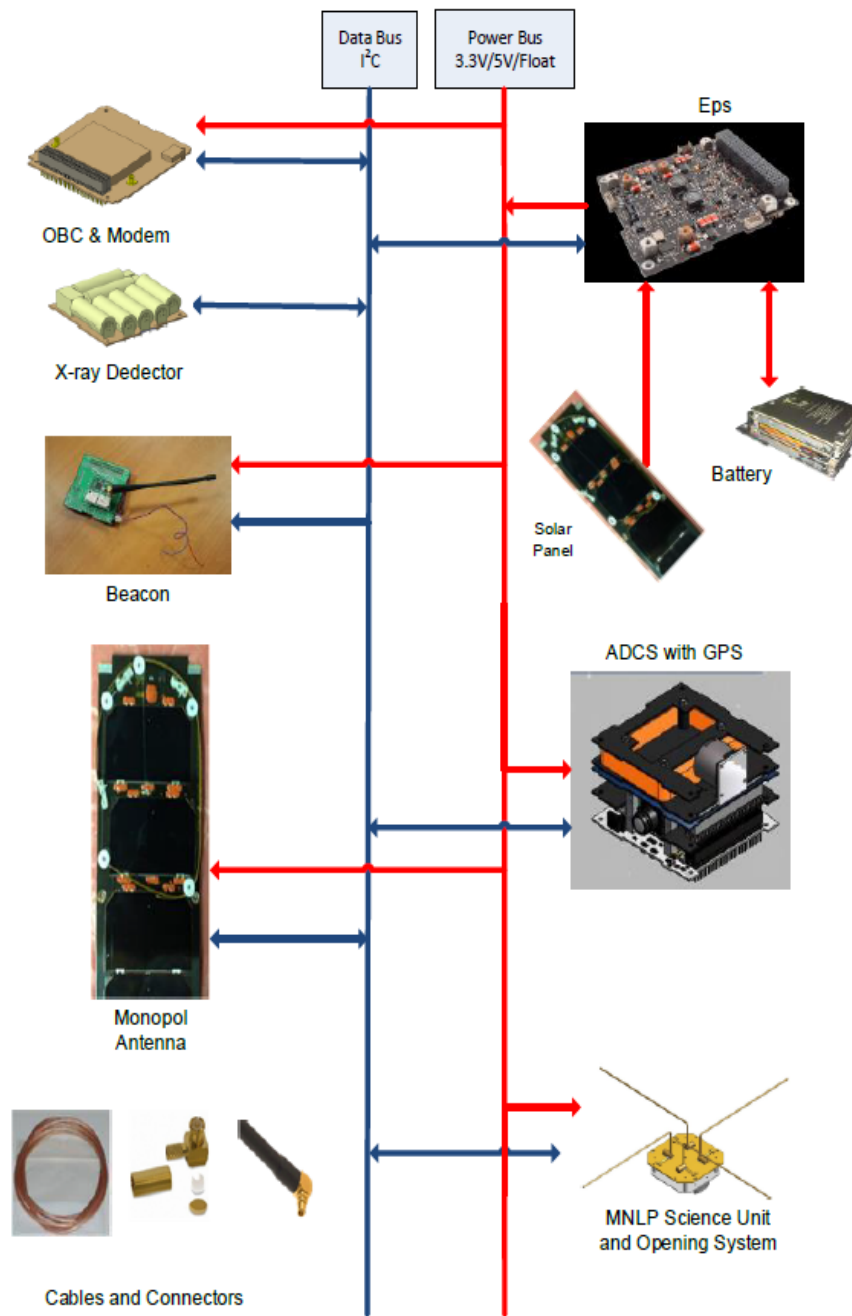 Data Bus
I²C
Power Bus
3.3V/5V/Float
Eps
OBC & Modem
X-ray Dedector
Battery
Solar
Panel
Beacon
ADCS with GPS
Monopol
Antenna
MNLP Science Unit
and Opening System
Cables and Connectors